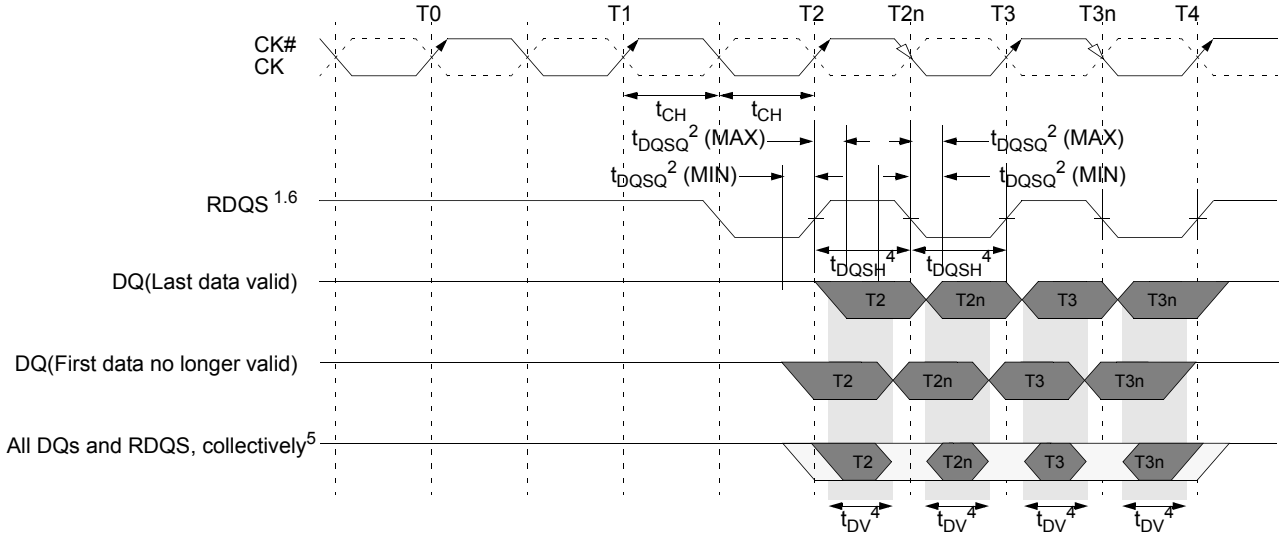 T0 T1 T2 T2n T3 T3n T4
CK#
CK
tCH tCH
tDQSQ2 (MAX) tDQSQ2 (MAX)
tDQSQ2 (MIN) tDQSQ2 (MIN)
RDQS 1.6
tDQSH4 tDQSH4
DQ(Last data valid)
T2 T2n T3 T3n
DQ(First data no longer valid)
T2 T2n T3 T3n
All DQs and RDQS, collectively5
T2 T2n T3 T3n
tDV4 tDV4 tDV4 tDV4